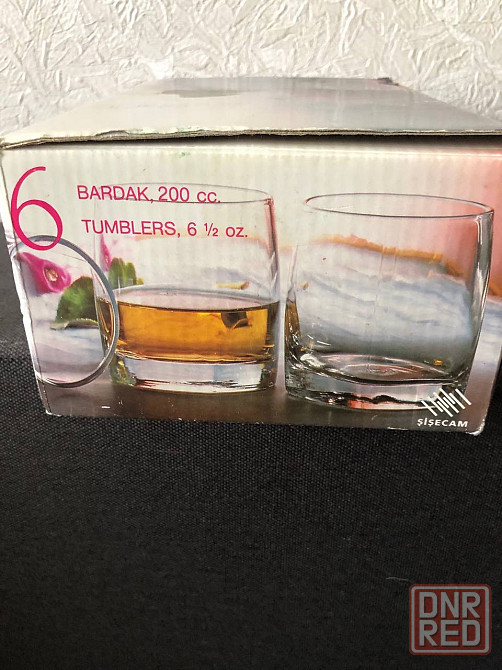 6
BARDAK, 200 cc.
TUMBLERS, 6 ½ oz.
ŞİŞECAM
DNR
RED